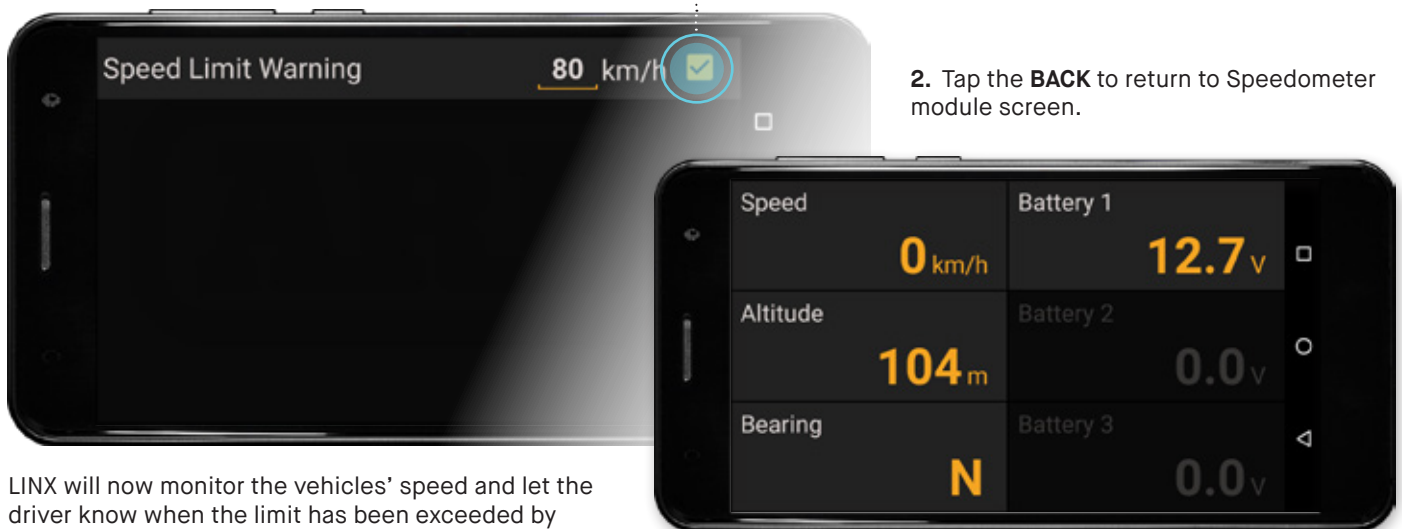 Speed Limit Warning 80 km/h
2. Tap the BACK to return to Speedometer
module screen.
Speed
0 km/h
Battery 1
12.7 V
Altitude
104 m
Battery 2
0.0 V
Bearing
N
Battery 3
0.0 V
LINX will now monitor the vehicles’ speed and let the
driver know when the limit has been exceeded by